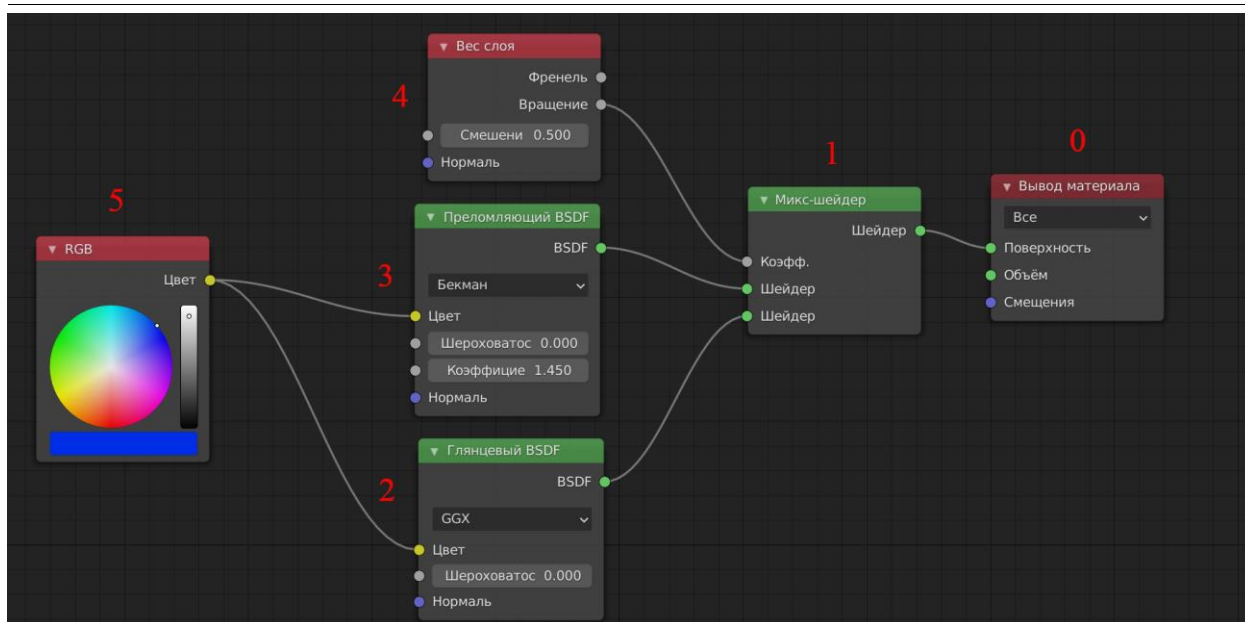 4
Вес слоя
Френель
Вращение
Смешени 0.500
Нормаль
5
RGB
Цвет
3
Преломляющий BSDF
BSDF
Бекман
Цвет
Шероховатос 0.000
Коэффицие 1.450
Нормаль
2
Глянцевый BSDF
BSDF
GGX
Цвет
Шероховатос 0.000
Нормаль
1
Микс-шейдер
Шейдер
Коэфф.
Шейдер
Шейдер
0
Вывод материала
Все
Поверхность
Объём
Смещения